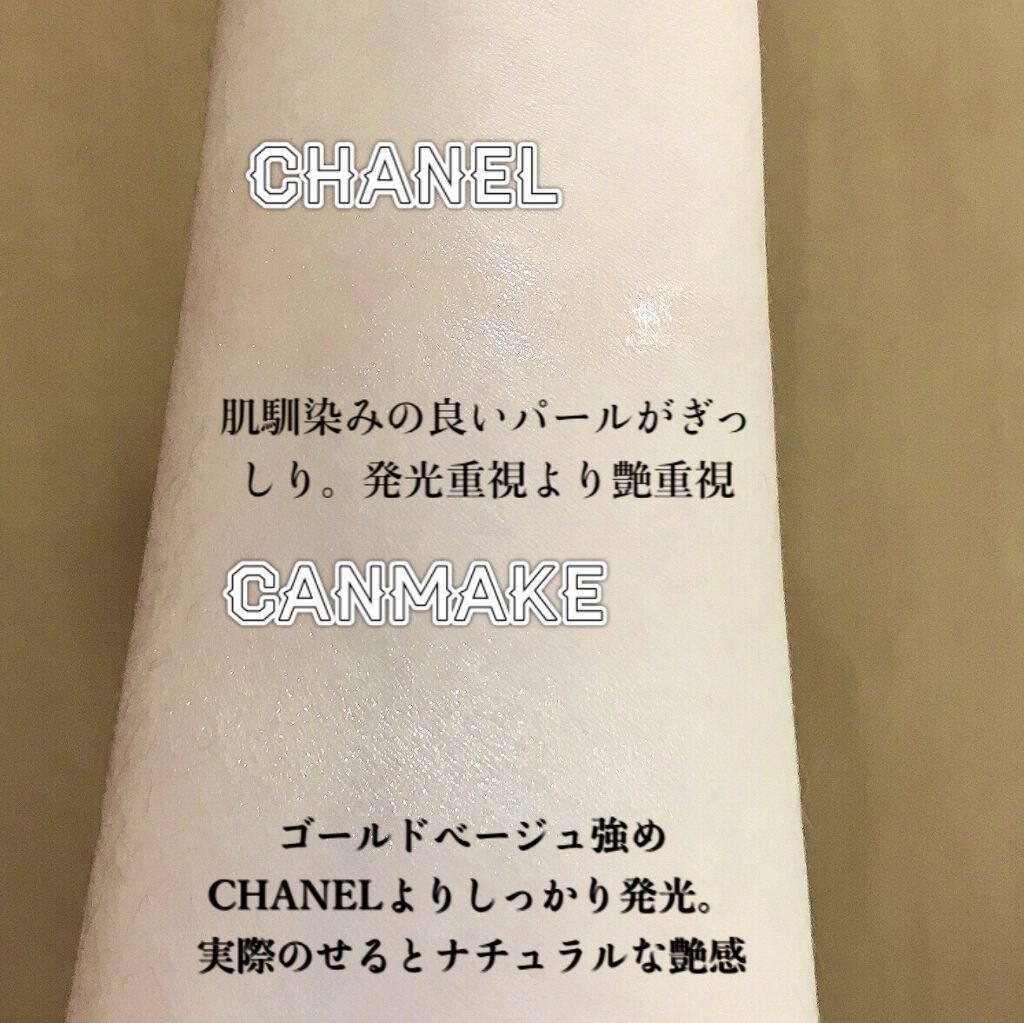 CHANEL
肌馴染みの良いパールがぎっ
しり。発光重視より艶重視
CANMAKE
ゴールドベージュ強め
CHANELよりしっかり発光。
実際のせるとナチュラルな艶感